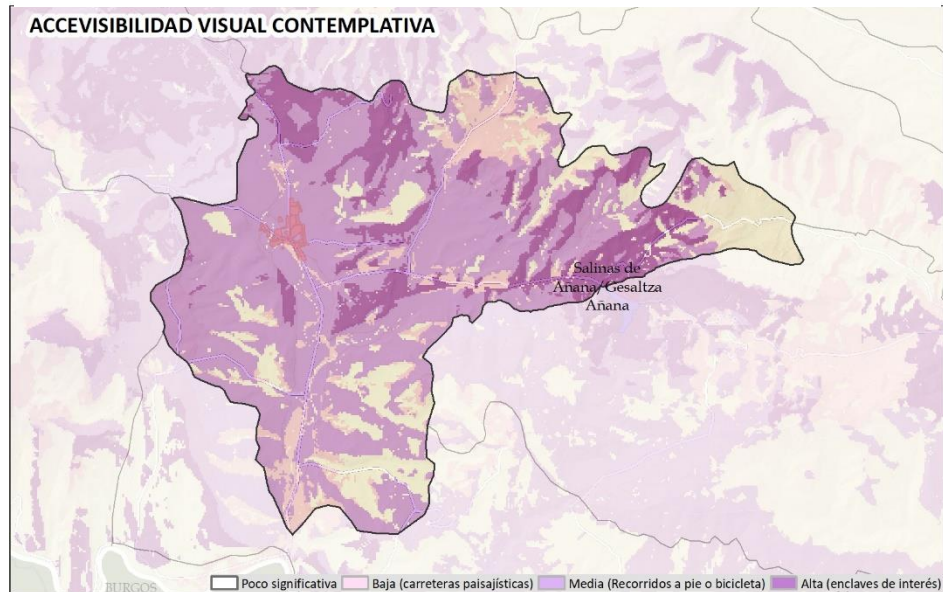 ACCEVISIBILIDAD VISUAL CONTEMPLATIVA
Salinas de
Añana/Gesaltza
Añana
BURGOS
Poco significativa
Baja (carreteras paisajísticas)
Media (Recorridos a pie o bicicleta)
Alta (enclaves de interés)